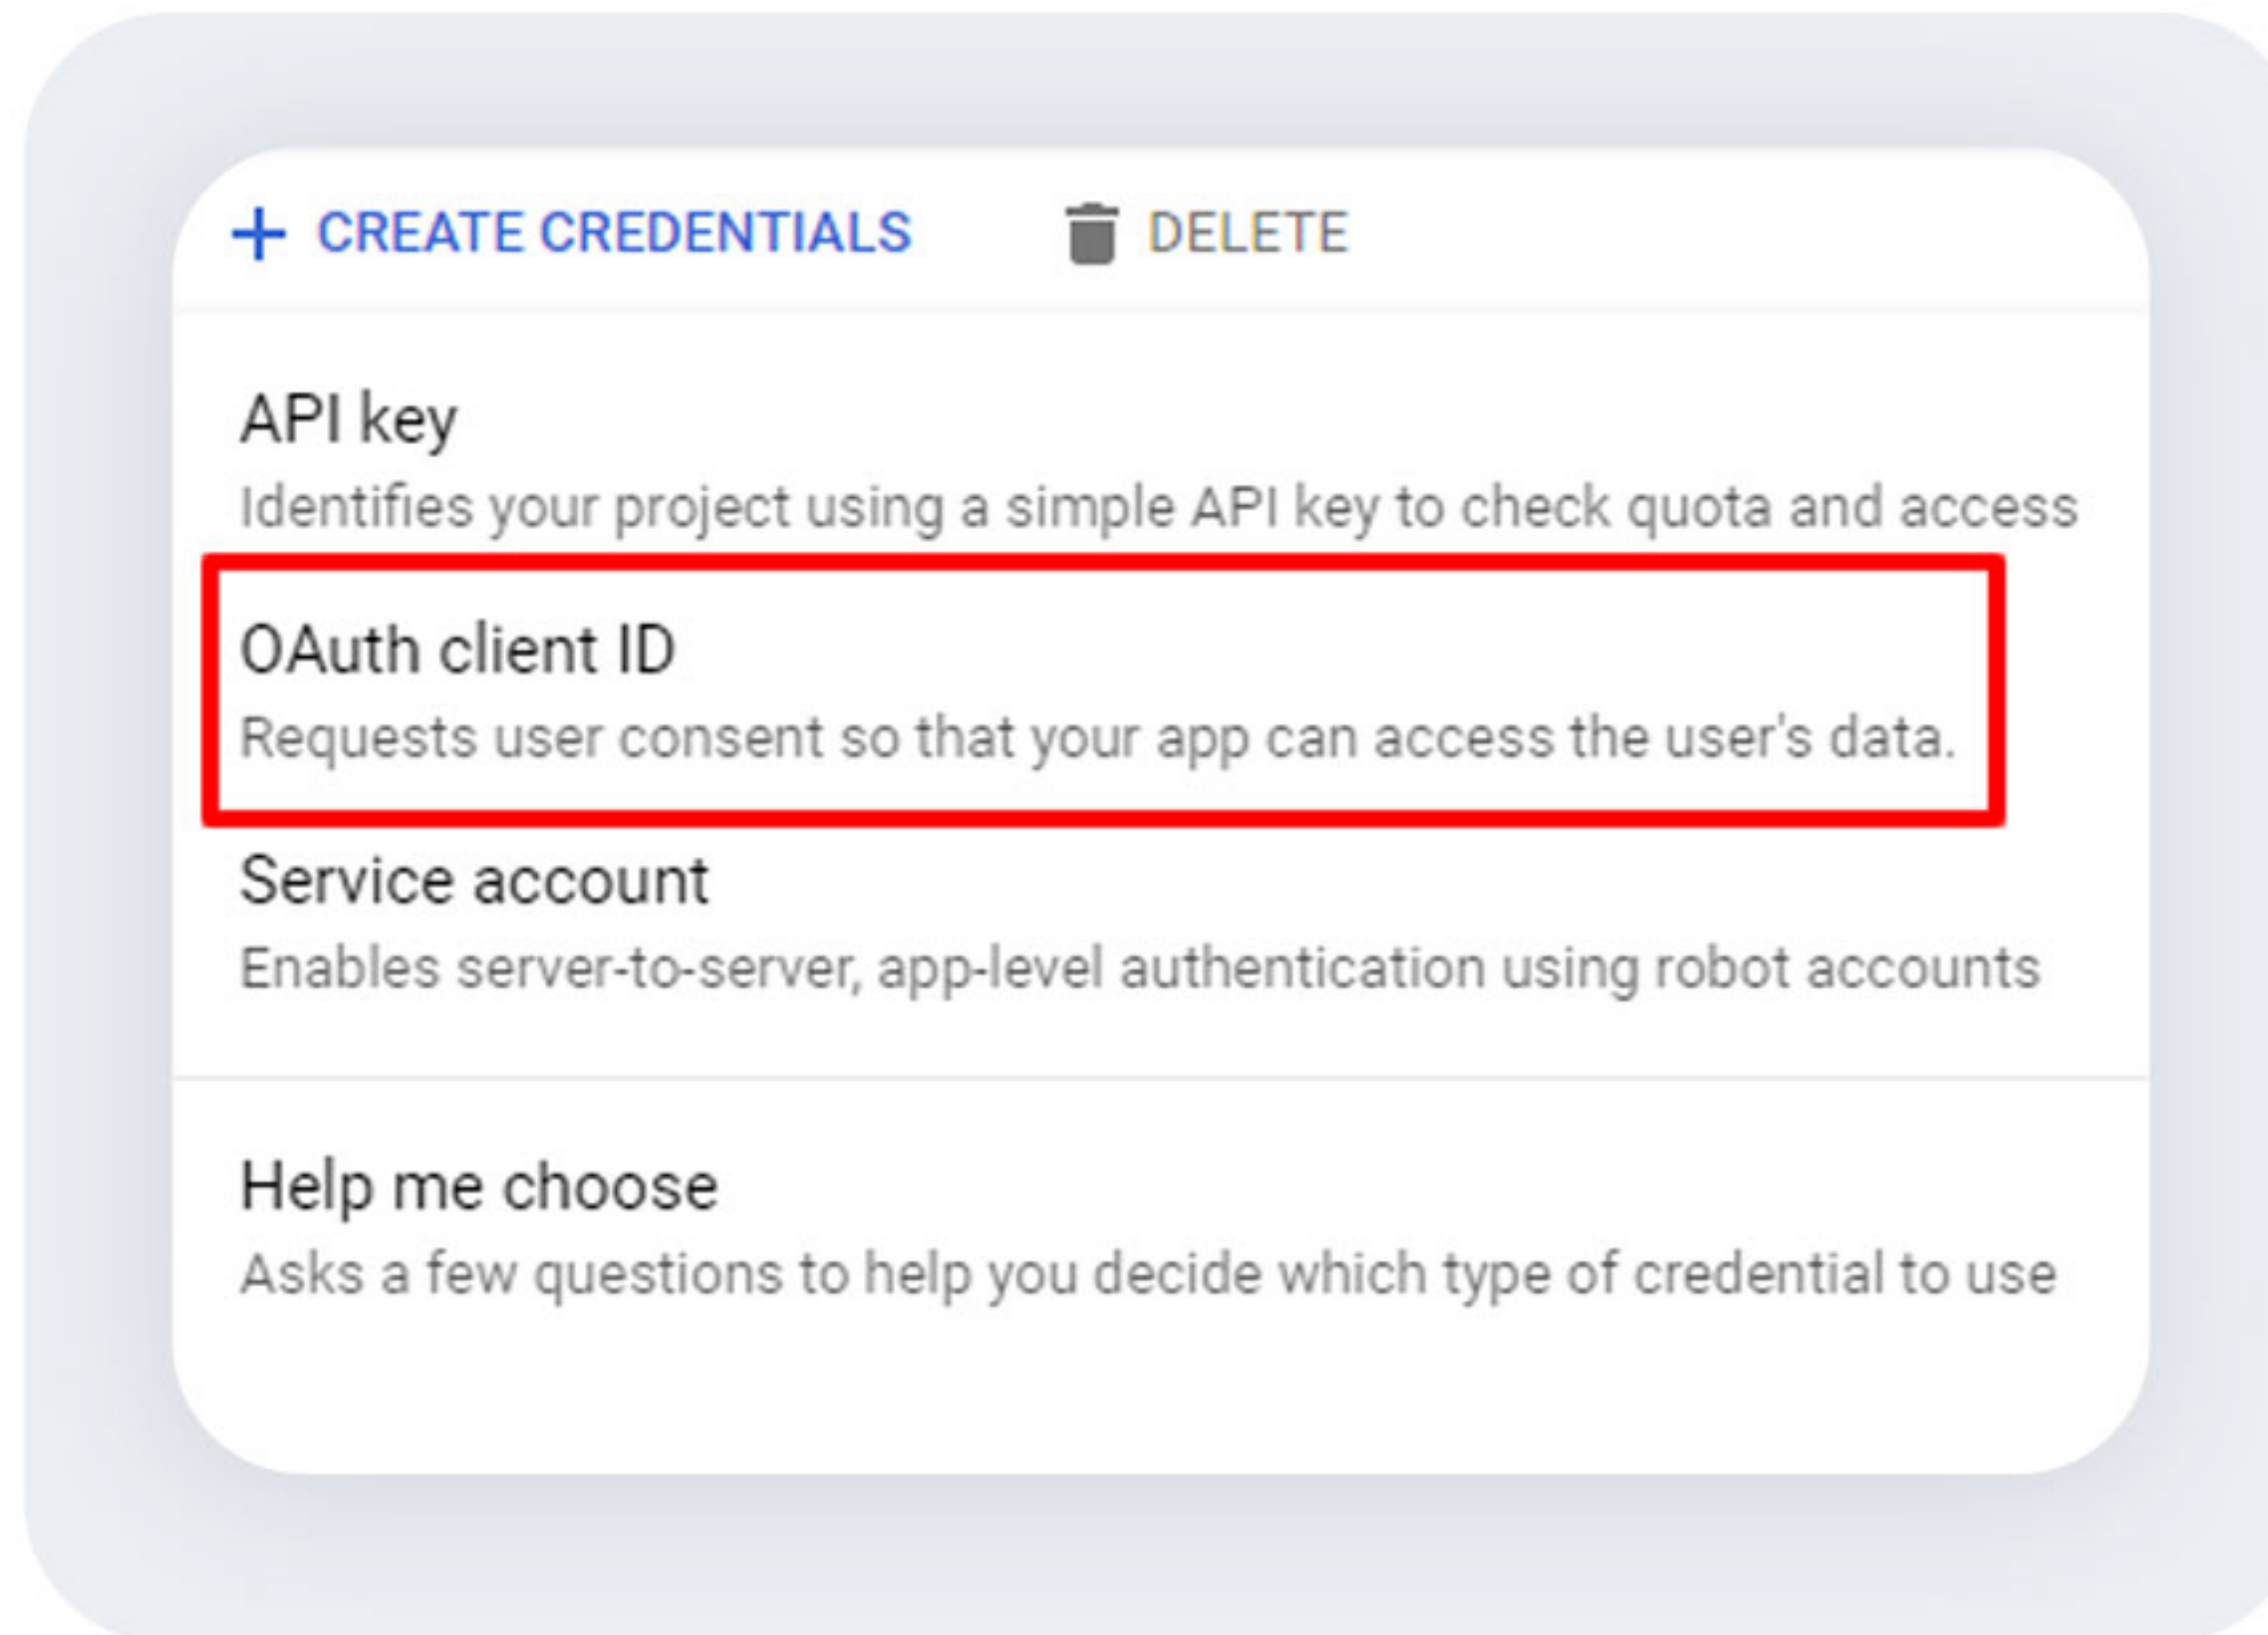 + CREATE CREDENTIALS DELETE
API key
Identifies your project using a simple API key to check quota and access
OAuth client ID
Requests user consent so that your app can access the user's data.
Service account
Enables server-to-server, app-level authentication using robot accounts
Help me choose
Asks a few questions to help you decide which type of credential to use